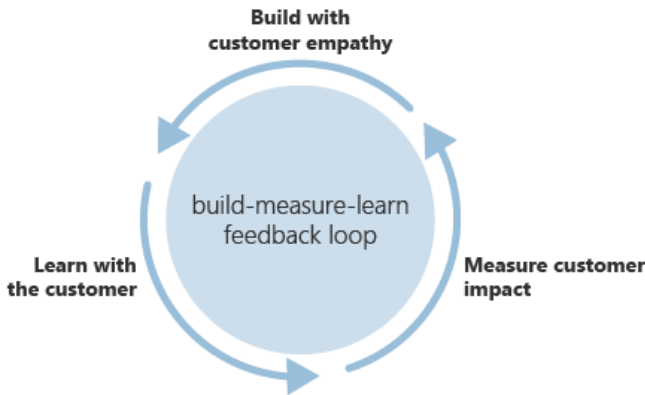 Build with
customer empathy
build-measure-learn
feedback loop
Learn with
the customer
Measure customer
impact